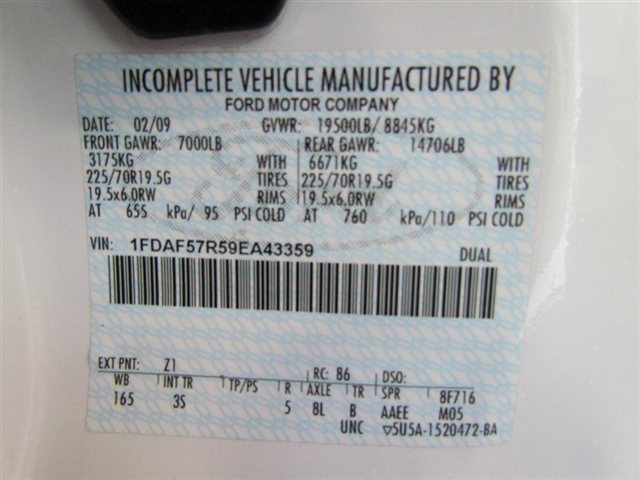 INCOMPLETE VEHICLE MANUFACTURED BY
FORD MOTOR COMPANY
DATE: 02/09 GVWR: 19500LB/ 8845KG
FRONT GAWR: 7000LB REAR GAWR: 14706LB
3175KG WITH 6671KG WITH
225/70R19.5G TIRES 225/70R19.5G TIRES
19.5x6.0RW RIMS 19.5x6.0RW RIMS
AT 655 kPa/ 95 PSI COLD AT 760 kPa/110 PSI COLD
VIN: 1FDAF57R59EA43359 DUAL
EXT PNT: Z1 RC: 86 DSO:
WB INT TR TP/PS R AXLE TR SPR 8F716
165 3S 5 8L B AAEE M05
UNC ▽5U5A-1520472-BA